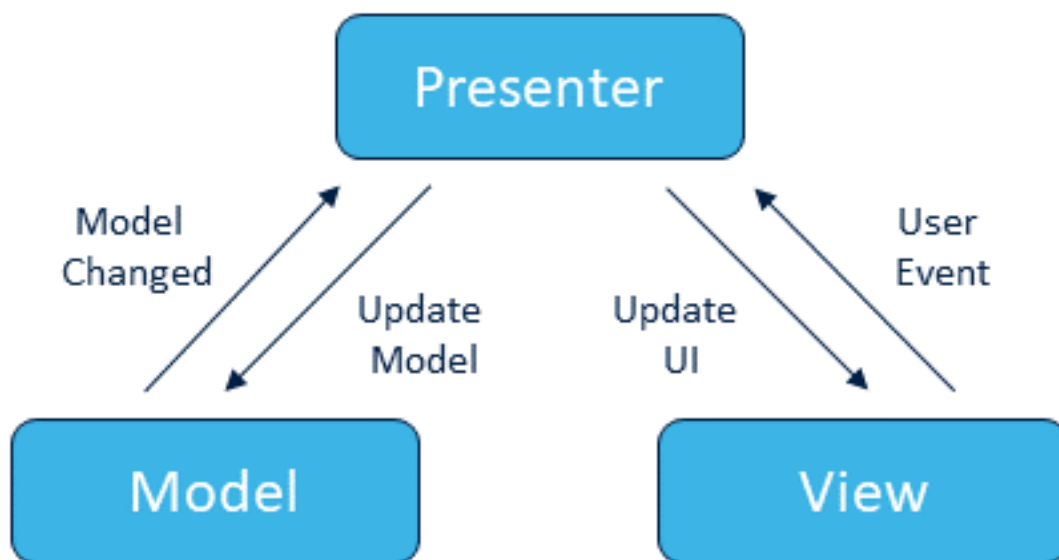 Presenter
Model
Changed
User
Event
Update
Model
Update
UI
Model
View